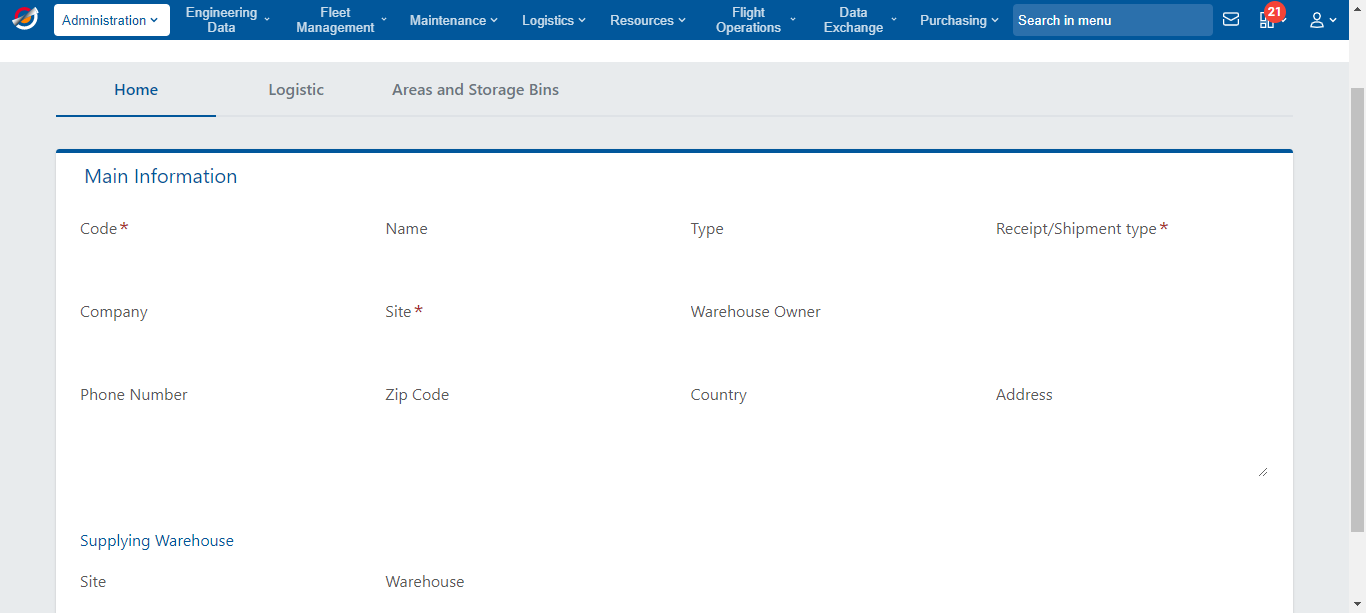 Administration
Engineering
Data
Fleet
Management
Maintenance
Logistics
Resources
Flight
Operations
Data
Exchange
Purchasing
Search in menu
21
Home
Logistic
Areas and Storage Bins
Main Information
Code*
Name
Type
Receipt/Shipment type*
Company
Site*
Warehouse Owner
Phone Number
Zip Code
Country
Address
Supplying Warehouse
Site
Warehouse